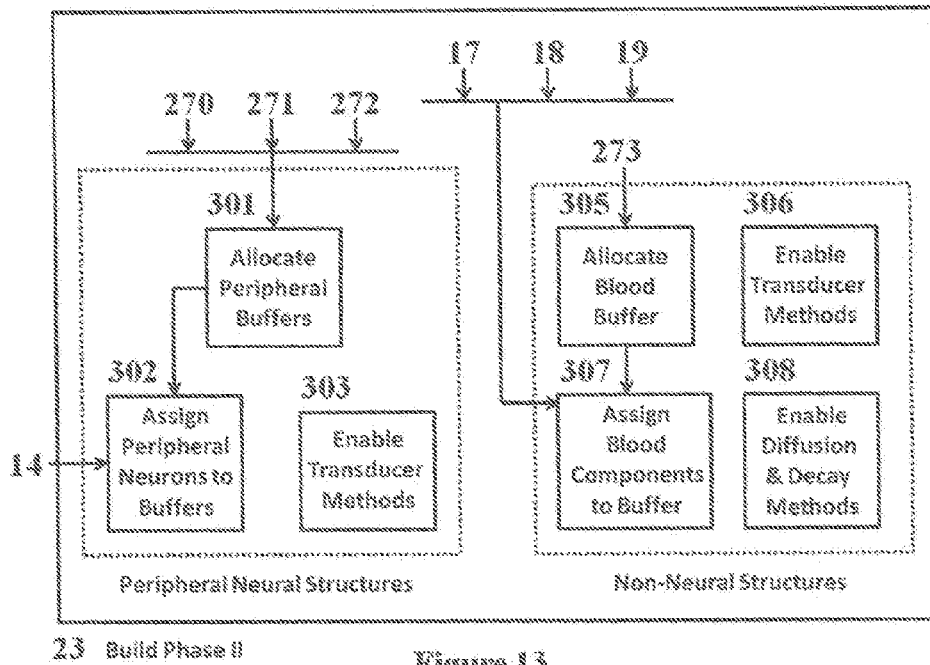 17 18 19
270 271 272
273
301
Allocate
Peripheral
Buffers
305
Allocate
Blood
Buffer
306
Enable
Transducer
Methods
302
Assign
Peripheral
Neurons to
Buffers
303
Enable
Transducer
Methods
307
Assign
Blood
Components
to Buffer
308
Enable
Diffusion
& Decay
Methods
14
Peripheral Neural Structures
Non-Neural Structures
23 Build Phase II
Figure 13